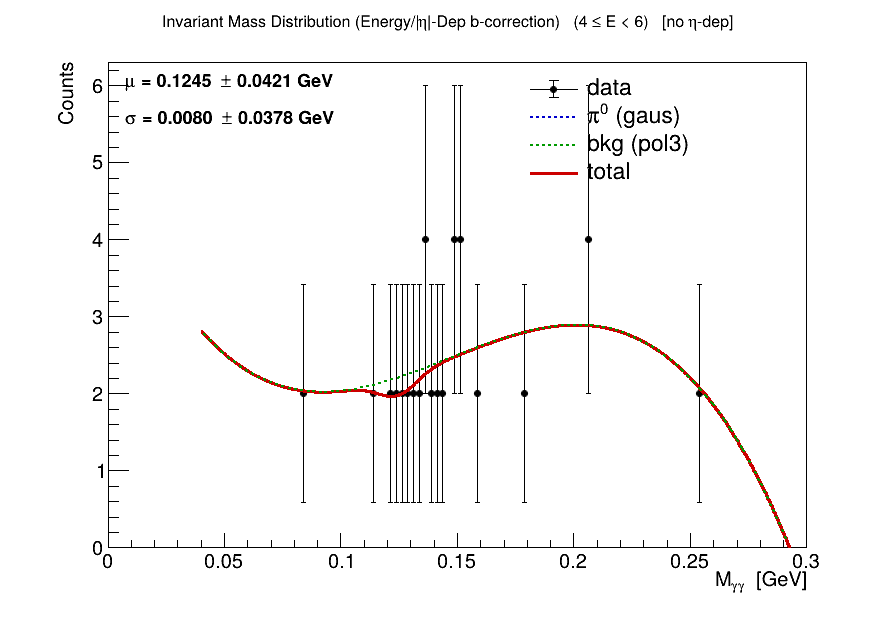 Invariant Mass Distribution (Energy/|η|-Dep b-correction) (4 ≤ E < 6) [no η-dep]
Counts
μ = 0.1245 ± 0.0421 GeV
σ = 0.0080 ± 0.0378 GeV
data
π⁰ (gaus)
bkg (pol3)
total
6
5
4
3
2
1
0
0 0.05 0.1 0.15 0.2 0.25 0.3
M_γγ [GeV]